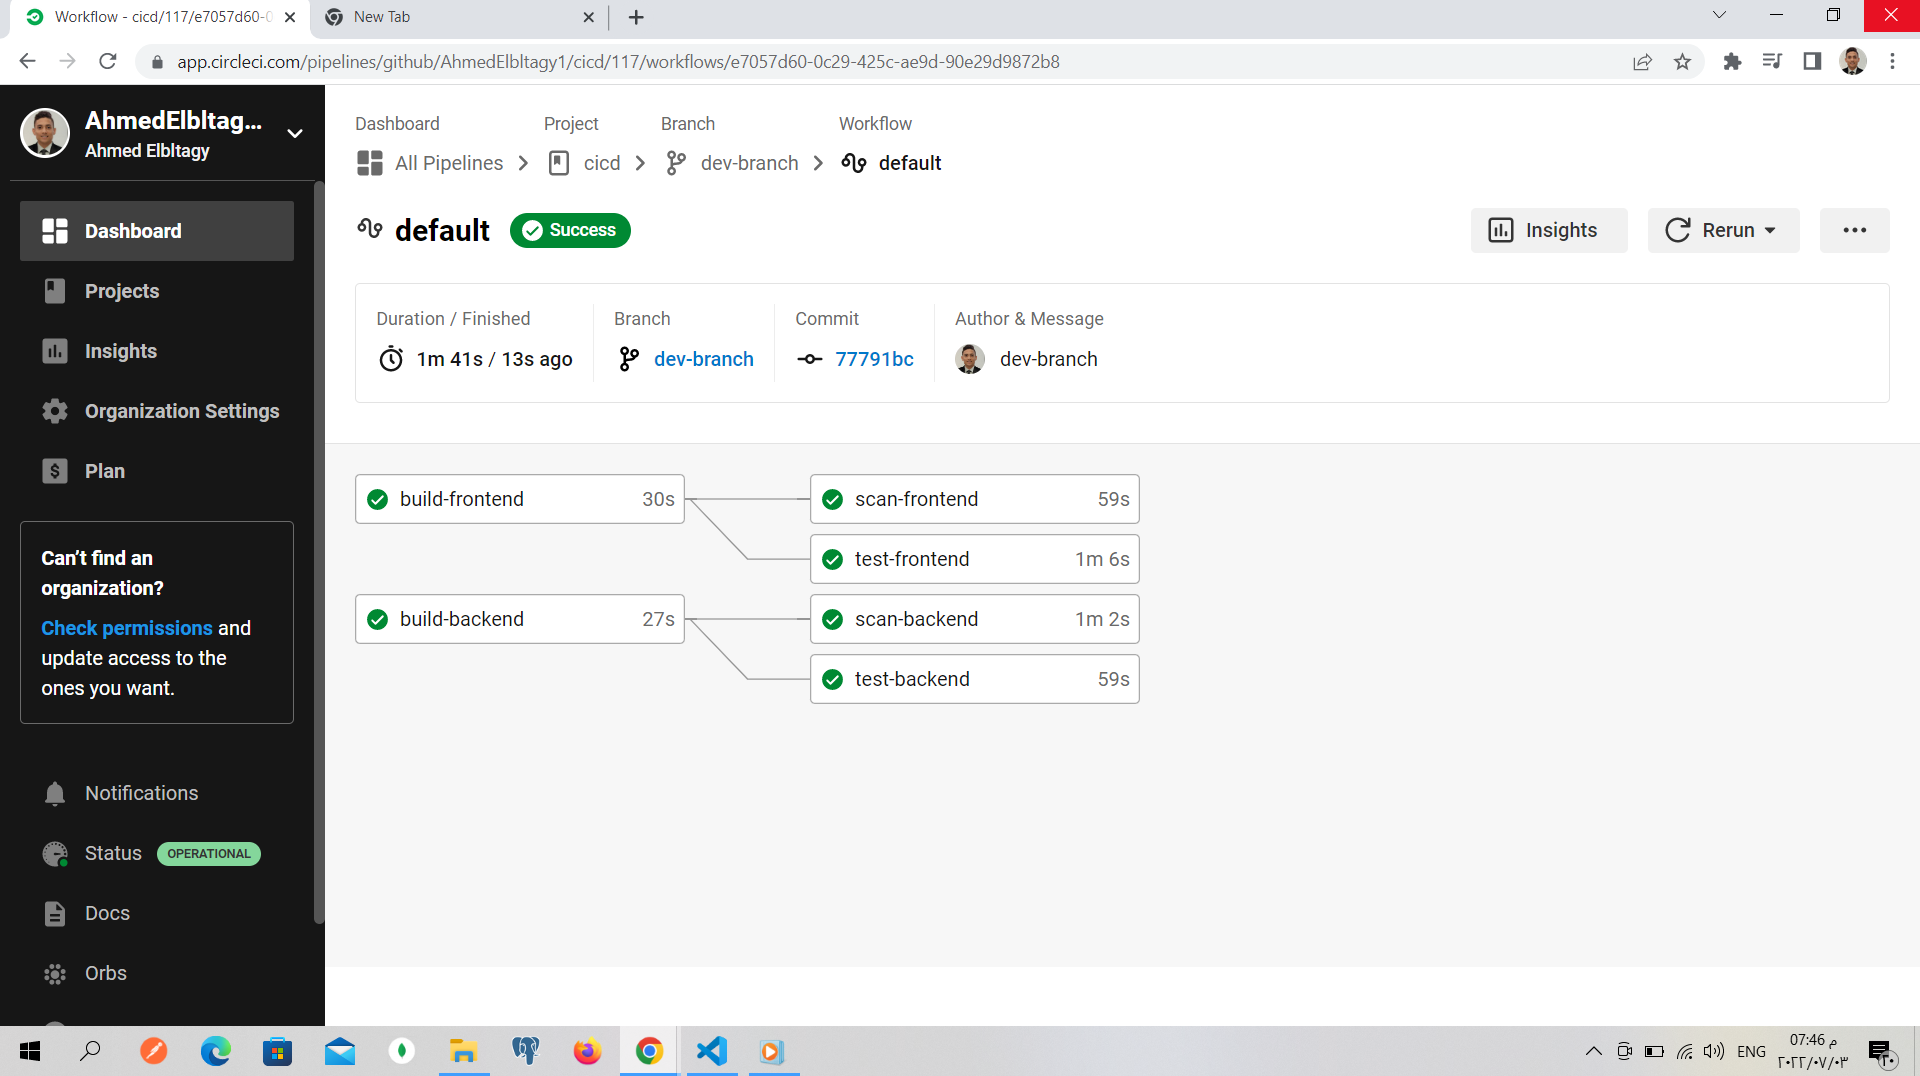 Workflow - cicd/117/e7057d60-0
New Tab
app.circleci.com/pipelines/github/AhmedElbltagy1/cicd/117/workflows/e7057d60-0c29-425c-ae9d-90e29d9872b8
AhmedElbltag...
Ahmed Elbltagy
Dashboard
Projects
Insights
Organization Settings
Plan
Can’t find an
organization?
Check permissions and
update access to the
ones you want.
Notifications
Status OPERATIONAL
Docs
Orbs
Dashboard Project Branch Workflow
All Pipelines cicd dev-branch default
default Success
Insights Rerun
Duration / Finished
1m 41s / 13s ago
Branch
dev-branch
Commit
77791bc
Author & Message
dev-branch
build-frontend 30s
scan-frontend 59s
test-frontend 1m 6s
build-backend 27s
scan-backend 1m 2s
test-backend 59s
ENG
07:46 م
٢٠٢٢/٠٧/٠٣
٢٠